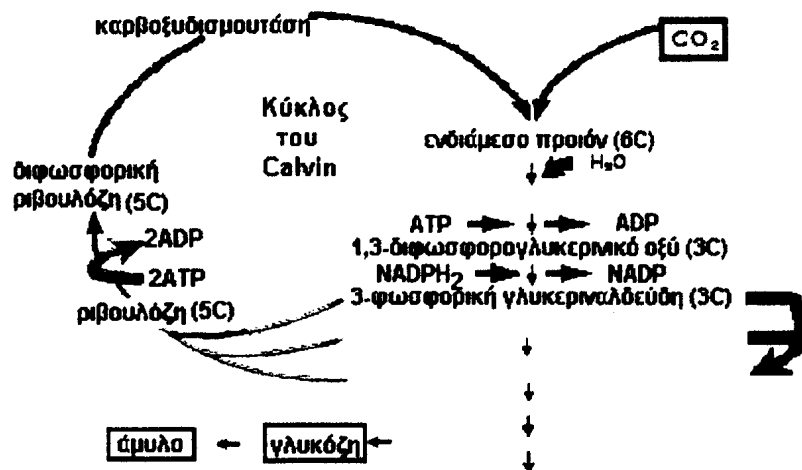 καρβοξυδισμουτάση
CO₂
Κύκλος
του
Calvin
ενδιάμεσο προιόν (6C)
H₂O
διφωσφορική
ριβουλόζη (5C)
ATP ADP
1,3-διφωσφορογλυκερινικό οξύ (3C)
2ADP
NADPH₂ NADP
2ATP
3-φωσφορική γλυκεριναλδεύδη (3C)
ριβουλόζη (5C)
άμυλο
γλυκόζη